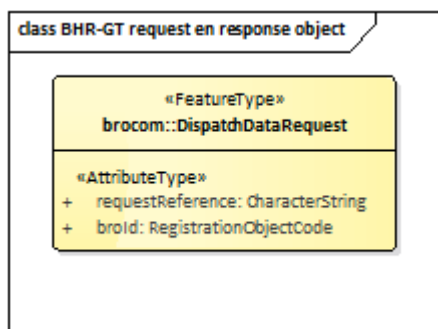 class BHR-GT request en response object
«FeatureType»
brocom::DispatchDataRequest
«AttributeType»
+ requestReference: CharacterString
+ broId: RegistrationObjectCode